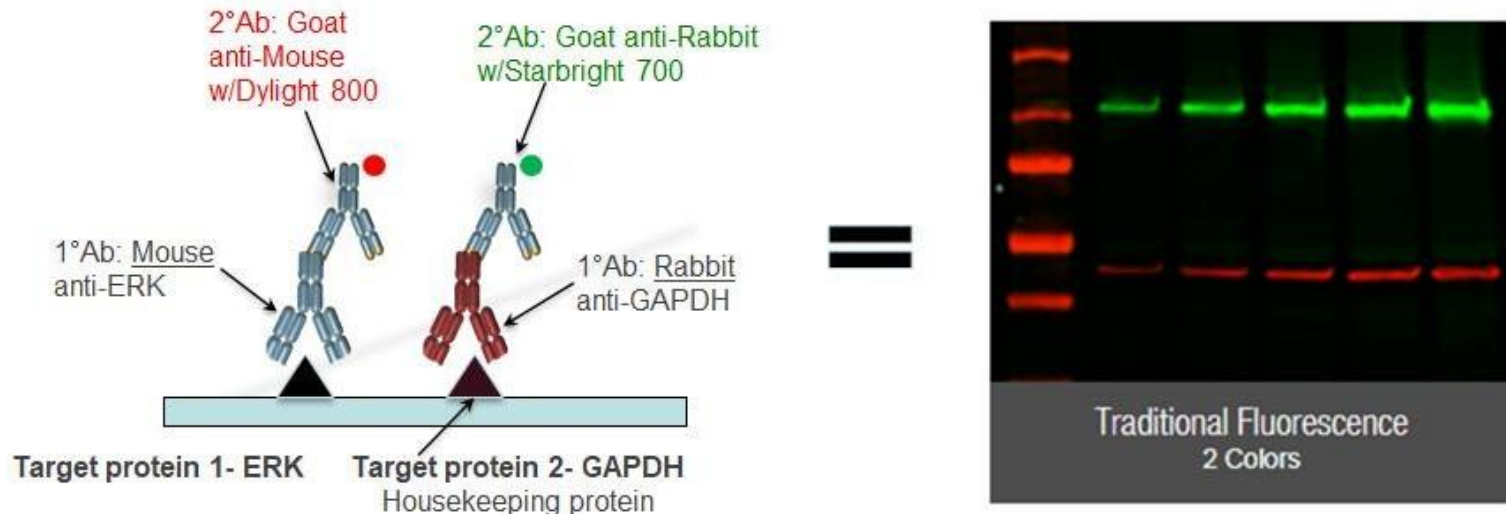 2°Ab: Goat
anti-Mouse
w/Dylight 800
2°Ab: Goat anti-Rabbit
w/Starbright 700
1°Ab: Mouse
anti-ERK
1°Ab: Rabbit
anti-GAPDH
Target protein 1- ERK
Target protein 2- GAPDH
Housekeeping protein
Traditional Fluorescence
2 Colors